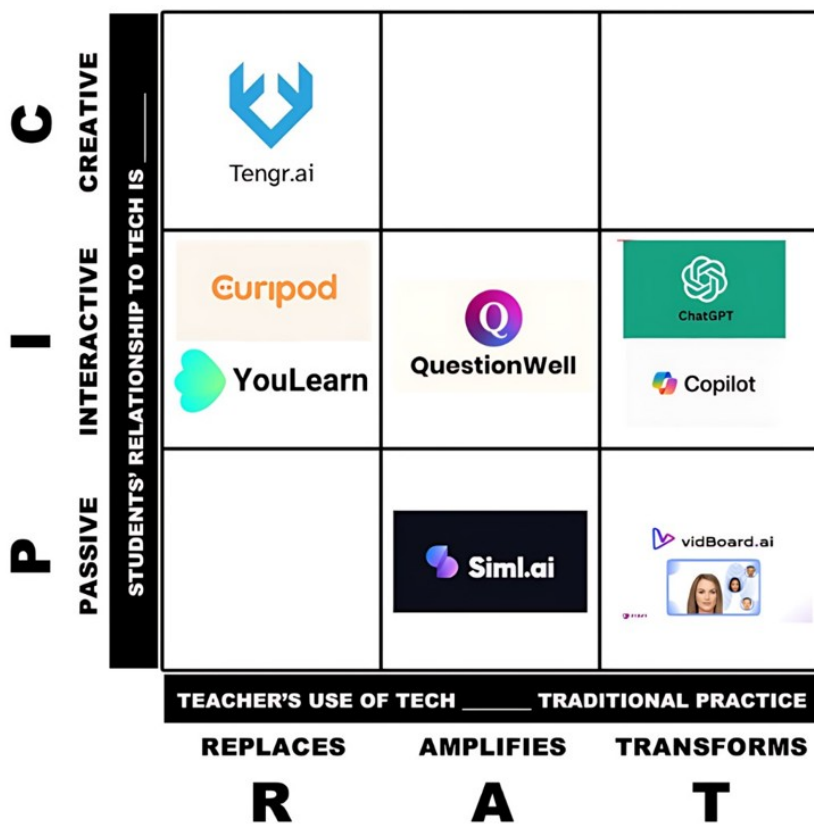 C
CREATIVE
I
INTERACTIVE
P
PASSIVE
STUDENTS' RELATIONSHIP TO TECH IS ______
Tengr.ai
Curipod
YouLearn
Q
QuestionWell
ChatGPT
Copilot
Siml.ai
vidBoard.ai
TEACHER'S USE OF TECH ______ TRADITIONAL PRACTICE
REPLACES
AMPLIFIES
TRANSFORMS
R
A
T